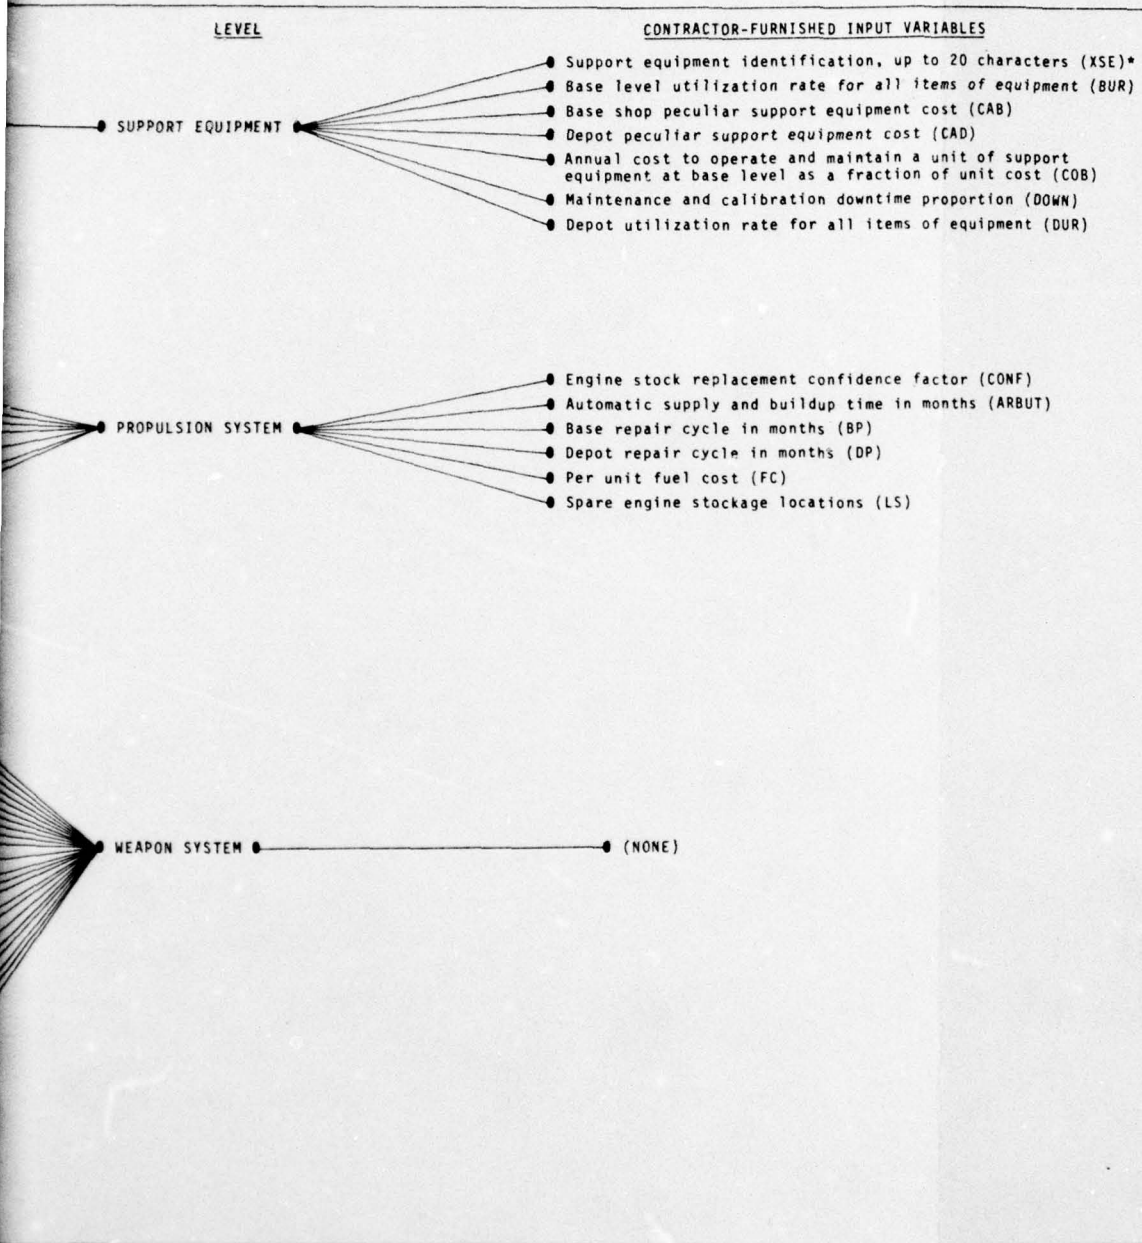 LEVEL
CONTRACTOR-FURNISHED INPUT VARIABLES
SUPPORT EQUIPMENT
Support equipment identification, up to 20 characters (XSE)*
Base level utilization rate for all items of equipment (BUR)
Base shop peculiar support equipment cost (CAB)
Depot peculiar support equipment cost (CAD)
Annual cost to operate and maintain a unit of support
equipment at base level as a fraction of unit cost (COB)
Maintenance and calibration downtime proportion (DOWN)
Depot utilization rate for all items of equipment (DUR)
PROPULSION SYSTEM
Engine stock replacement confidence factor (CONF)
Automatic supply and buildup time in months (ARBUT)
Base repair cycle in months (BP)
Depot repair cycle in months (DP)
Per unit fuel cost (FC)
Spare engine stockage locations (LS)
WEAPON SYSTEM
(NONE)